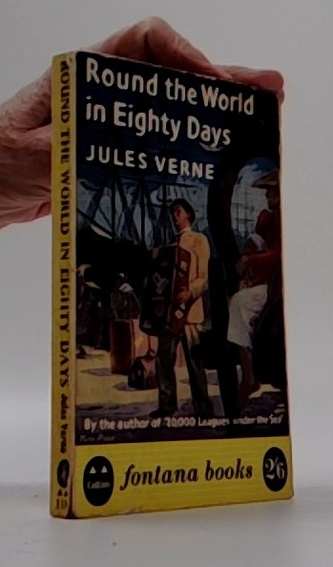 Round the World
in Eighty Days
JULES VERNE
By the author of '20,000 Leagues under the Sea'
Collins
fontana books
2'6
ROUND THE WORLD IN EIGHTY DAYS Jules Verne